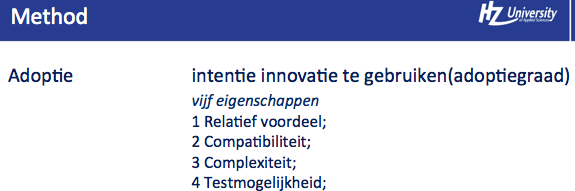 Method
HZ University
of Applied Sciences
Adoptie intentie innovatie te gebruiken(adoptiegraad)
vijf eigenschappen
1 Relatief voordeel;
2 Compatibiliteit;
3 Complexiteit;
4 Testmogelijkheid;